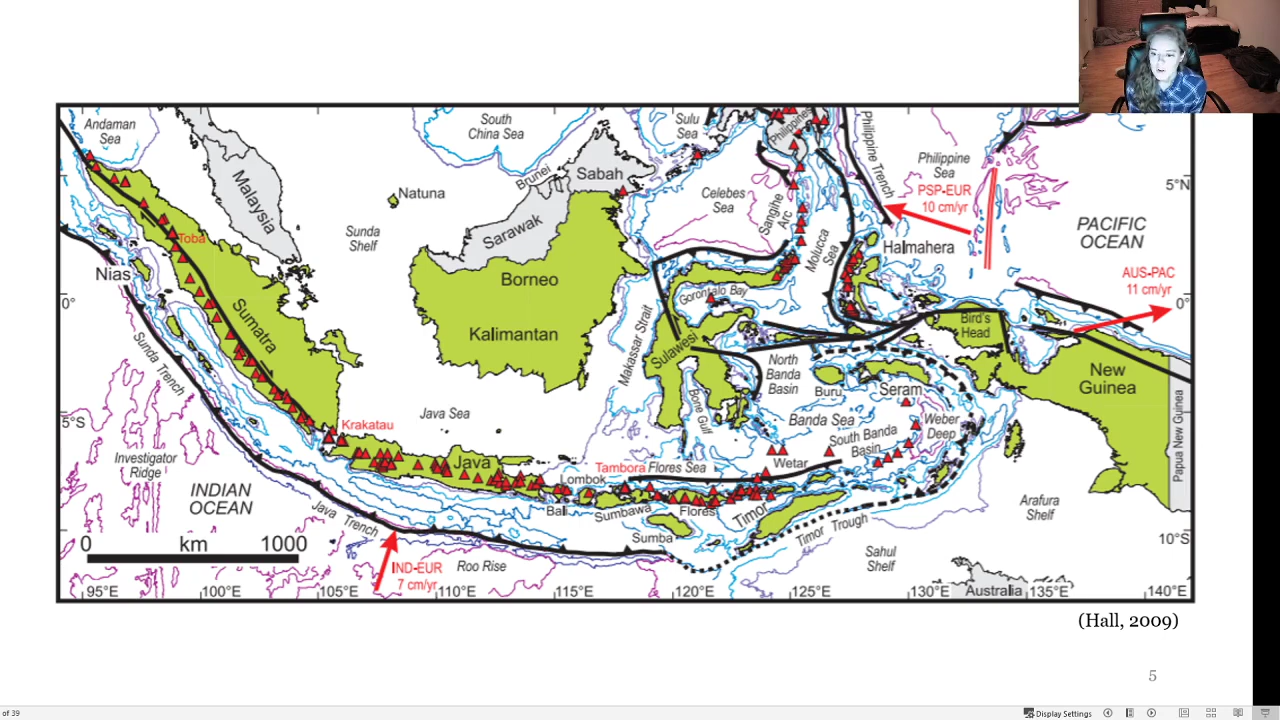 Andaman
Sea
South
China Sea
Sulu
Sea
Philippines
Philippine Trench
Philippine
Sea
PSP-EUR
10 cm/yr
5°N
PACIFIC
OCEAN
Malaysia
Natuna
Brunei
Sabah
Sarawak
Celebes
Sea
Sangihe
Arc
Molucca
Sea
Halmahera
Toba
Sunda
Shelf
Nias
Borneo
Kalimantan
Gorontalo Bay
AUS-PAC
11 cm/yr
0°
0°
Sumatra
Makassar Strait
Sulawesi
Bird's
Head
Sunda Trench
North
Banda
Basin
Buru
Seram
New
Guinea
Papua New Guinea
5°S
Java Sea
Bone Gulf
Banda Sea
Weber
Deep
South Banda
Basin
Krakatau
Investigator
Ridge
Java
Tambora
Flores Sea
Wetar
Lombok
INDIAN
OCEAN
Java Trench
Bali
Sumbawa
Flores
Timor
Sumba
Timor Trough
Arafura
Shelf
10°S
0
km
1000
IND-EUR
7 cm/yr
Roo Rise
Sahul
Shelf
Australia
95°E
100°E
105°E
110°E
115°E
120°E
125°E
130°E
135°E
140°E
(Hall, 2009)
5
of 39
Display Settings